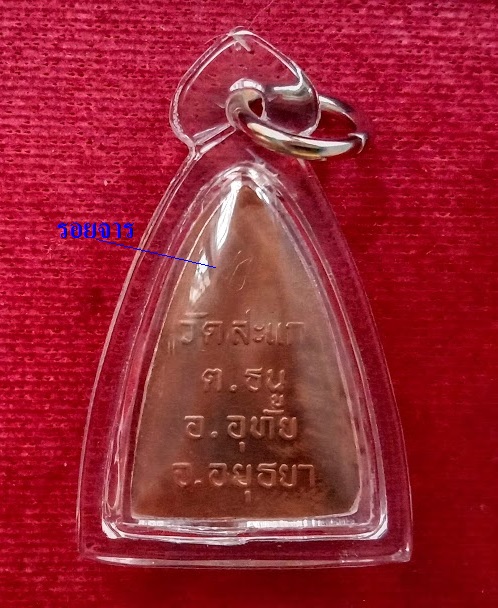 รอยจาร
วัดสะแก
ต.ธนู
อ.อุทัย
จ.อยุธยา